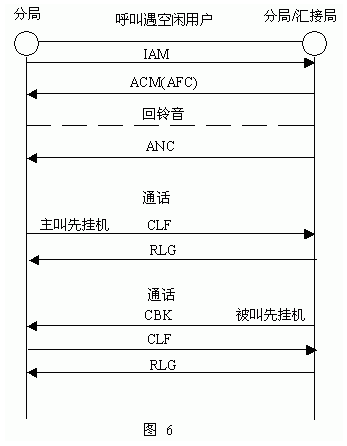 分局 呼叫遇空闲用户 分局/汇接局
IAM
ACM(AFC)
回铃音
ANC
通话
主叫先挂机 CLF
RLG
通话
CBK 被叫先挂机
CLF
RLG
图 6